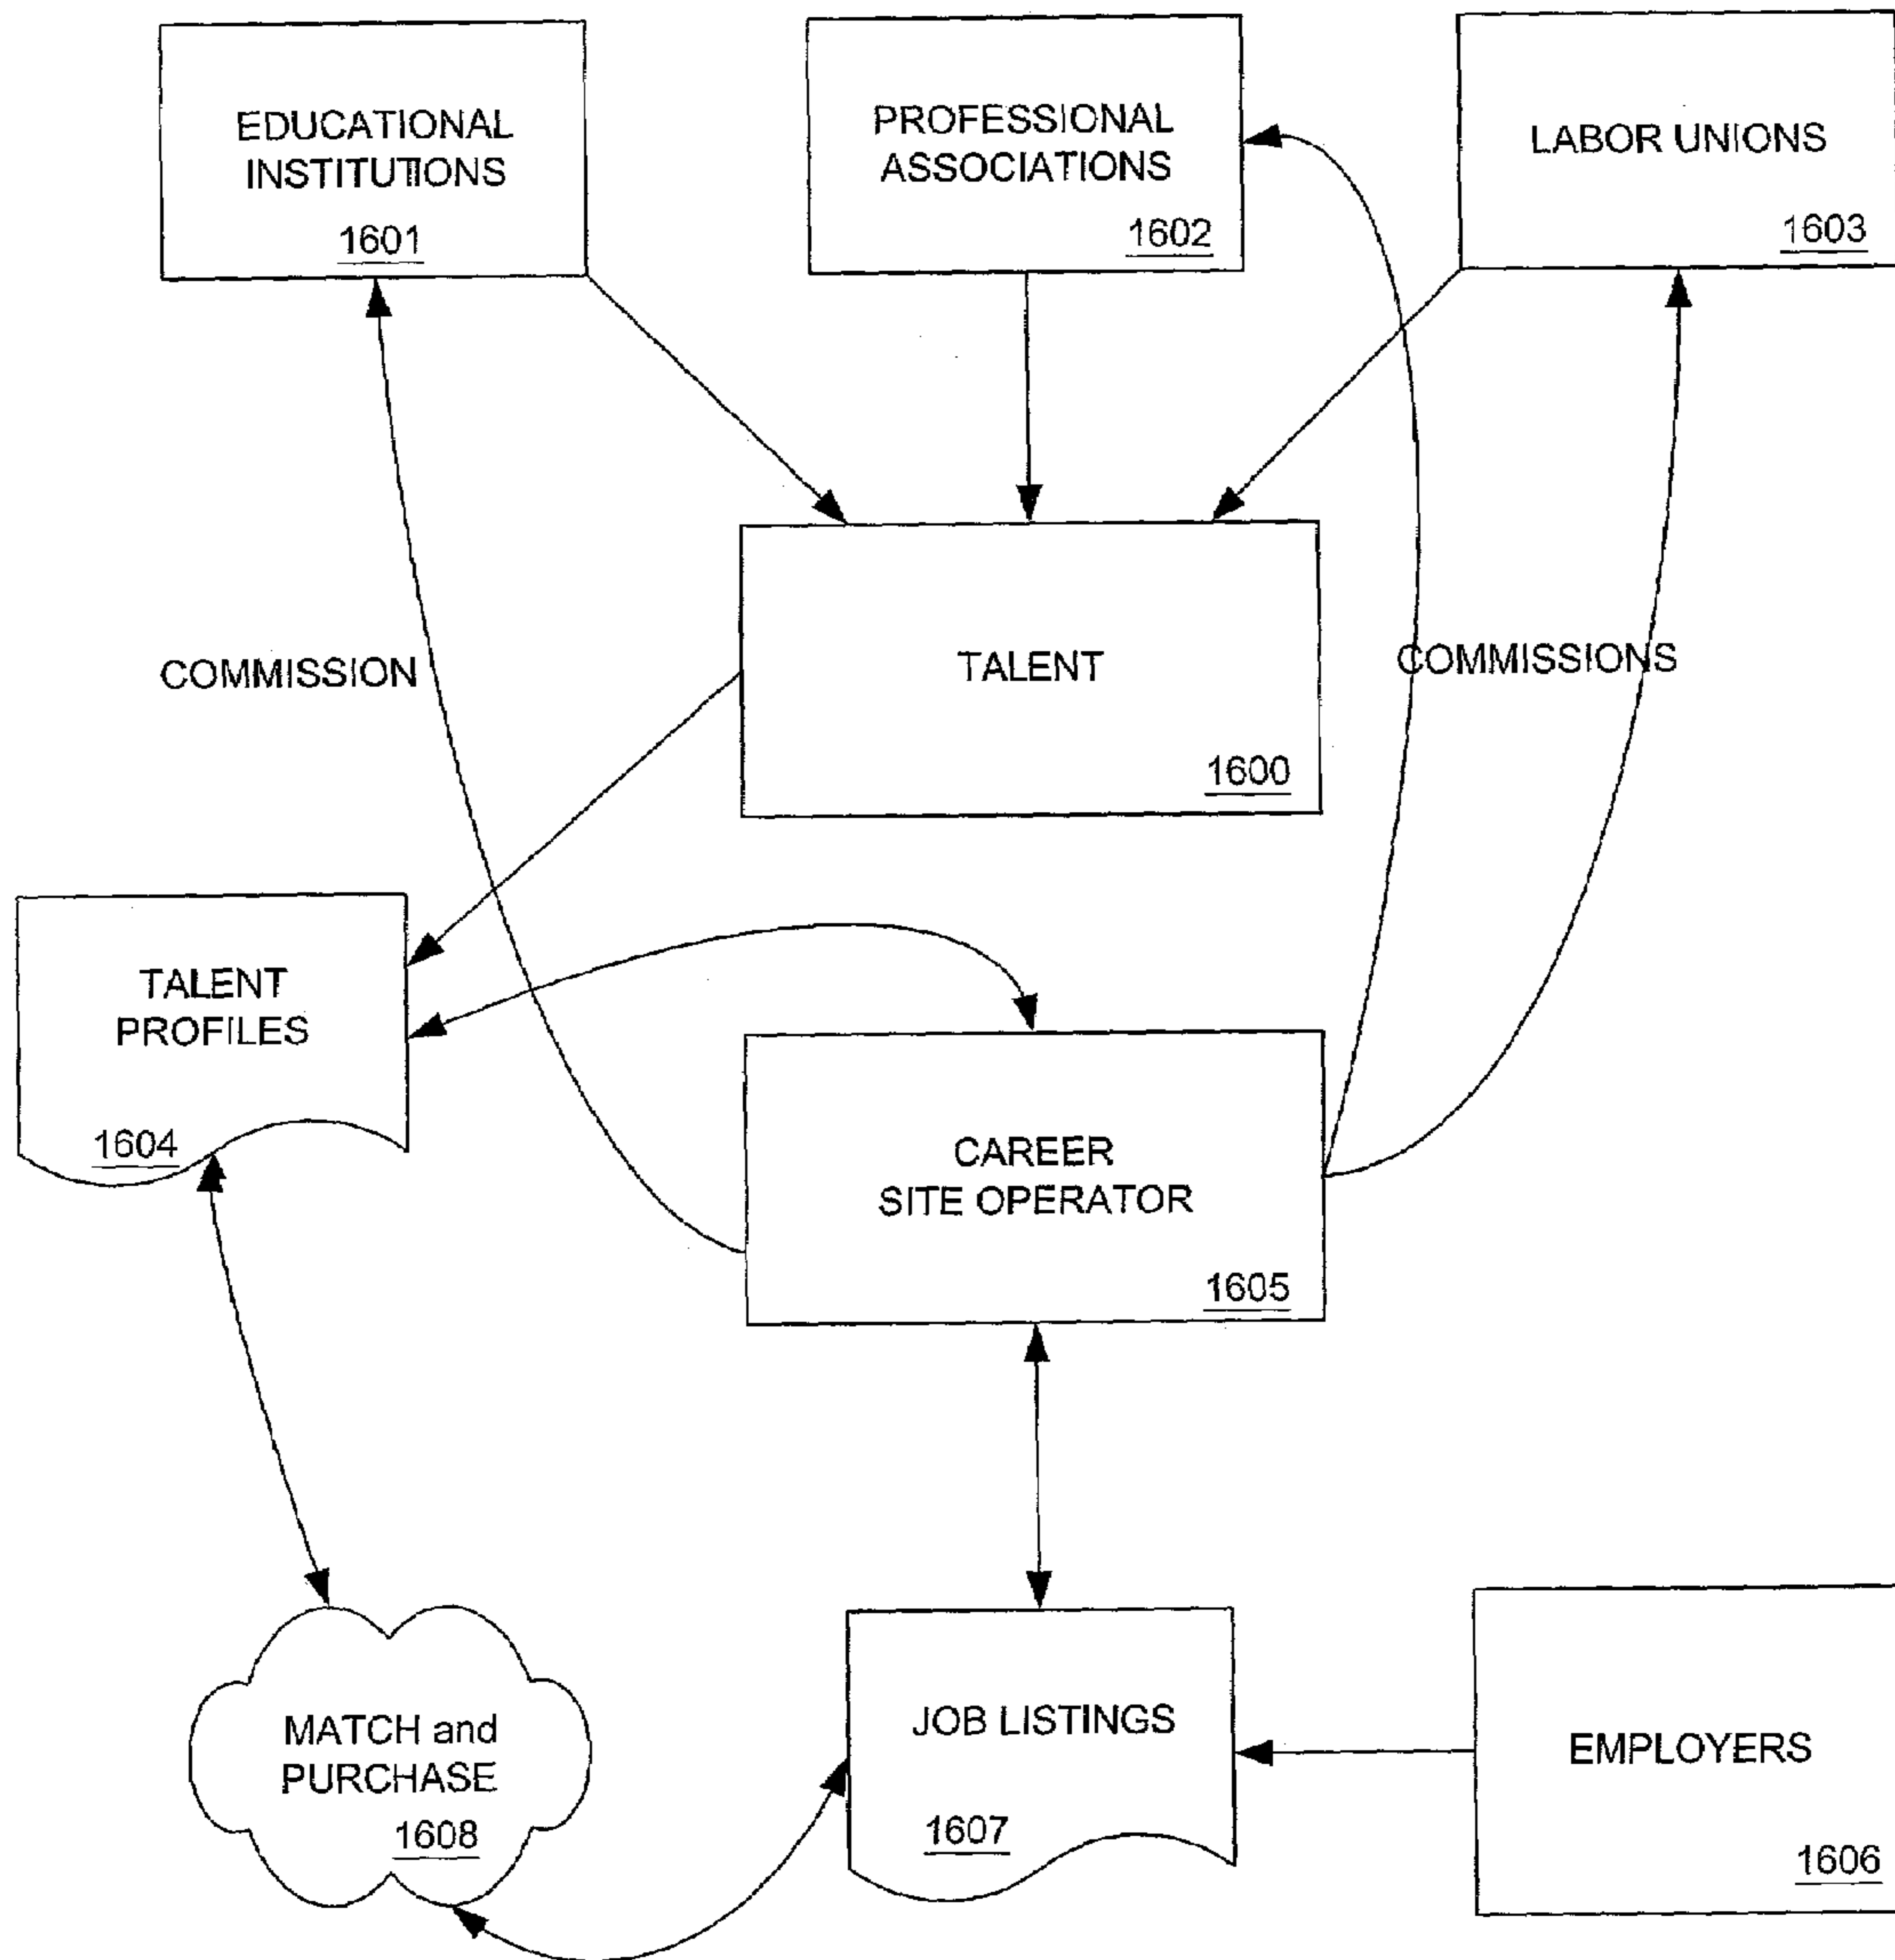 EDUCATIONAL
INSTITUTIONS
1601
PROFESSIONAL
ASSOCIATIONS
1602
LABOR UNIONS
1603
COMMISSION
TALENT
1600
COMMISSIONS
TALENT
PROFILES
1604
CAREER
SITE OPERATOR
1605
MATCH and
PURCHASE
1608
JOB LISTINGS
1607
EMPLOYERS
1606